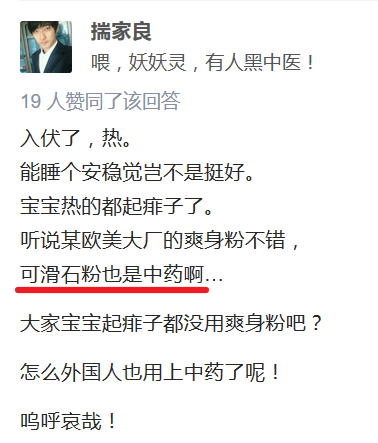 揣家良
喂，妖妖灵，有人黑中医！
19 人赞同了该回答
入伏了，热。
能睡个安稳觉岂不是挺好。
宝宝热的都起痱子了。
听说某欧美大厂的爽身粉不错，
可滑石粉也是中药啊...
大家宝宝起痱子都没用爽身粉吧？
怎么外国人也用上中药了呢！
呜呼哀哉！